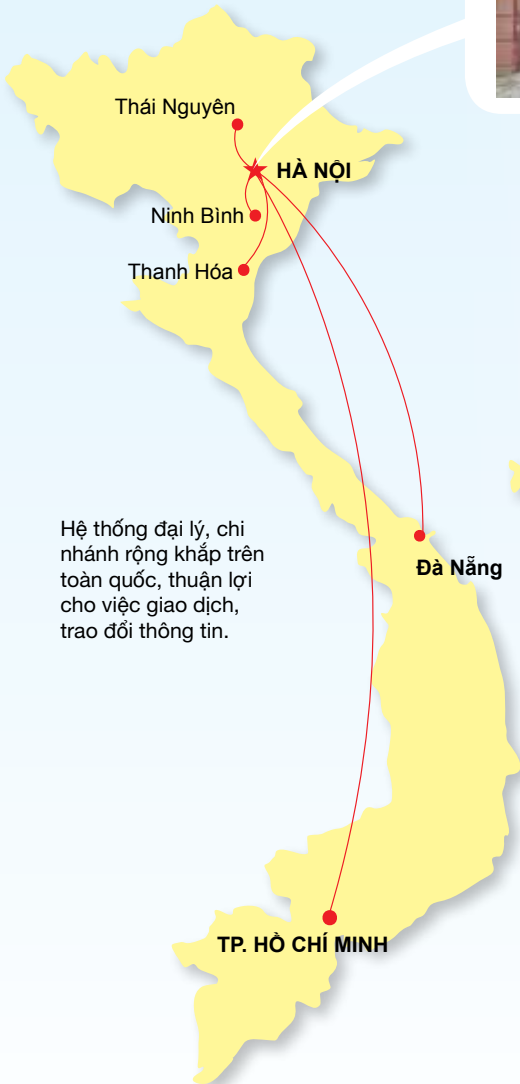 Thái Nguyên
HÀ NỘI
Ninh Bình
Thanh Hóa
Hệ thống đại lý, chi
nhánh rộng khắp trên
toàn quốc, thuận lợi
cho việc giao dịch,
trao đổi thông tin.
Đà Nẵng
TP. HỒ CHÍ MINH